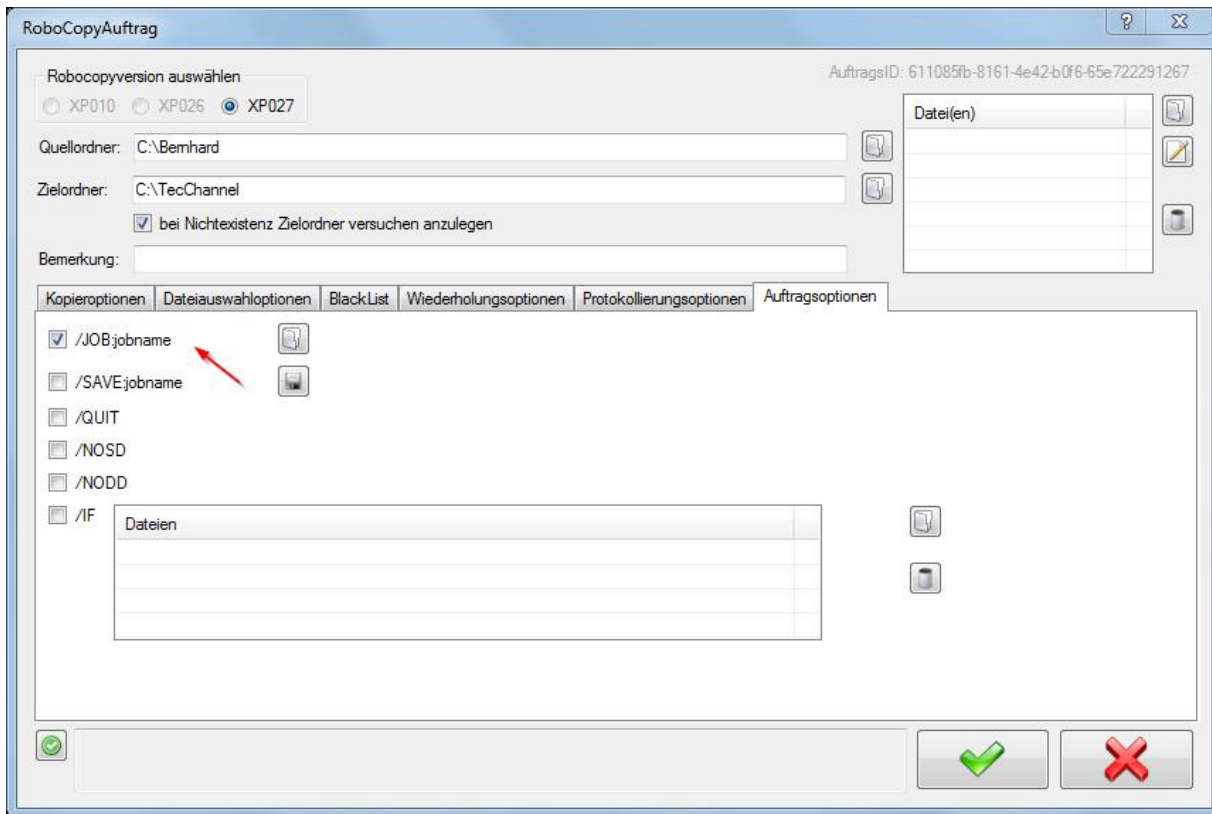 RoboCopyAuftrag
Robocopyversion auswählen
AuftragsID: 611085fb-8161-4e42-b0f6-65e722291267
XP010 XP026 XP027
Datei(en)
Quellordner: C:\Bernhard
Zielordner: C:\TecChannel
bei Nichtexistenz Zielordner versuchen anzulegen
Bemerkung:
Kopieroptionen Dateiauswahloptionen BlackList Wiederholungsoptionen Protokollierungsoptionen Auftragsoptionen
/JOB:jobname
/SAVE:jobname
/QUIT
/NOSD
/NODD
/IF
Dateien